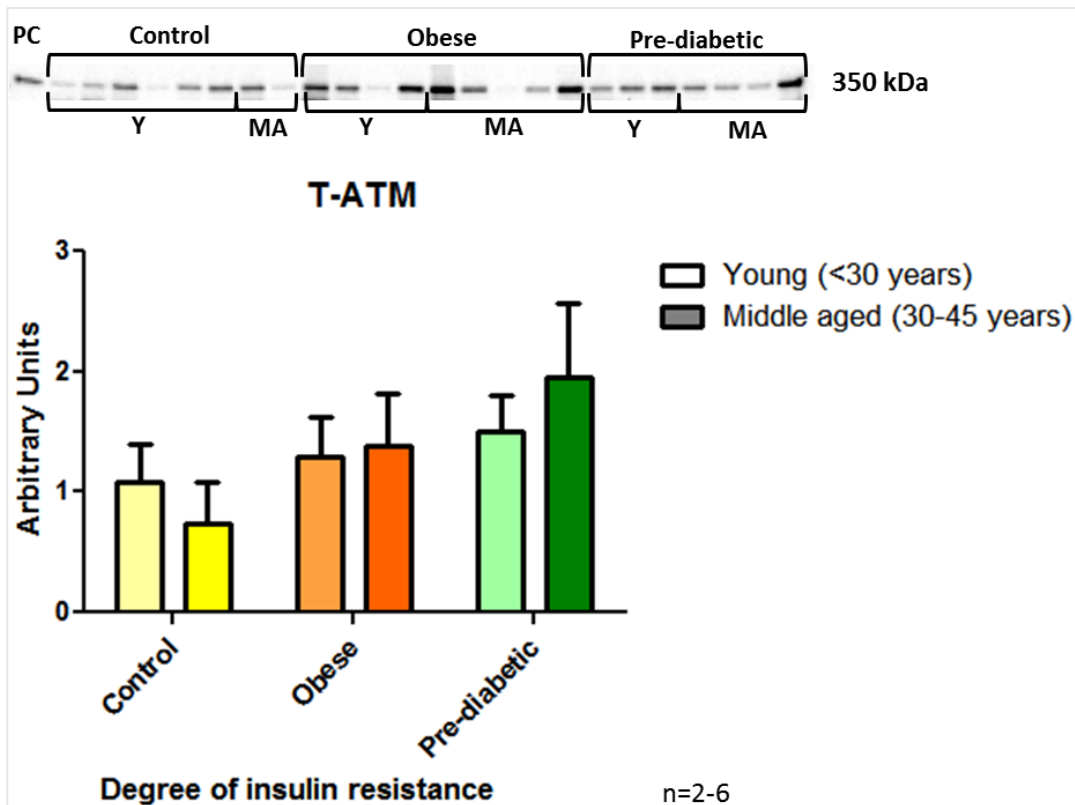 PC Control Obese Pre-diabetic
350 kDa
Y MA Y MA Y MA
T-ATM
3
2
1
0
Arbitrary Units
Young (<30 years)
Middle aged (30-45 years)
Control
Obese
Pre-diabetic
Degree of insulin resistance
n=2-6